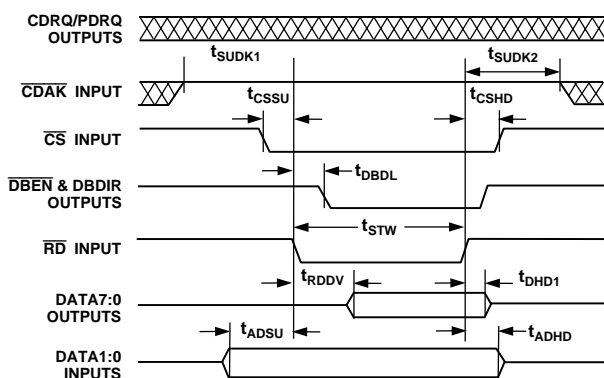 CDRQ/PDRQ
OUTPUTS
tSUDK1
tSUDK2
CDAK INPUT
tCSSU
tCSHD
CS INPUT
tDBDL
DBEN & DBDIR
OUTPUTS
tSTW
RD INPUT
tRDDV
tDHD1
DATA7:0
OUTPUTS
tADSU
tADHD
DATA1:0
INPUTS